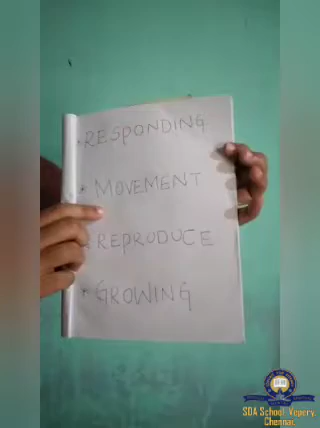 * RESPONDING
* MOVEMENT
* REPRODUCE
* GROWING
SDA School, Vepery,
Chennai.